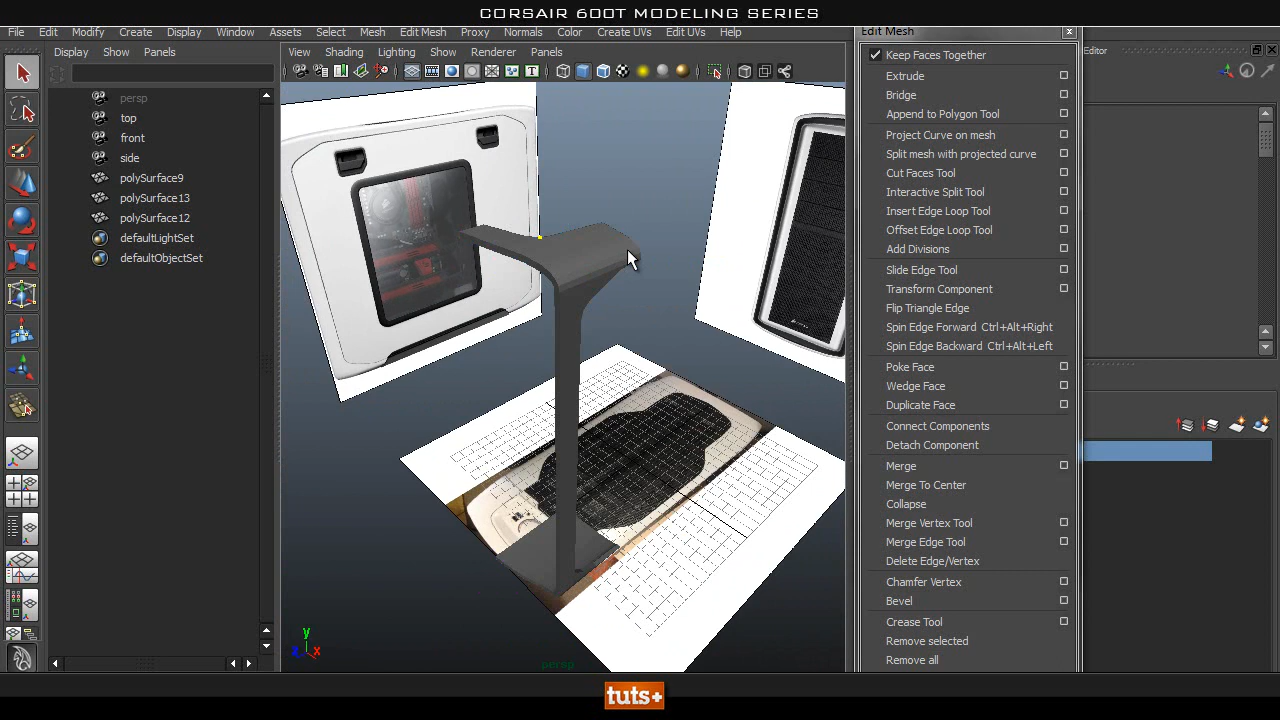 CORSAIR 600T MODELING SERIES
File Edit Modify Create Display Window Assets Select Mesh Edit Mesh Proxy Normals Color Create UVs Edit UVs Help
Edit Mesh
Display Show Panels
View Shading Lighting Show Renderer Panels
Editor
persp
top
front
side
polySurface9
polySurface13
polySurface12
defaultLightSet
defaultObjectSet
Keep Faces Together
Extrude
Bridge
Append to Polygon Tool
Project Curve on mesh
Split mesh with projected curve
Cut Faces Tool
Interactive Split Tool
Insert Edge Loop Tool
Offset Edge Loop Tool
Add Divisions
Slide Edge Tool
Transform Component
Flip Triangle Edge
Spin Edge Forward Ctrl+Alt+Right
Spin Edge Backward Ctrl+Alt+Left
Poke Face
Wedge Face
Duplicate Face
Connect Components
Detach Component
Merge
Merge To Center
Collapse
Merge Vertex Tool
Merge Edge Tool
Delete Edge/Vertex
Chamfer Vertex
Bevel
Crease Tool
Remove selected
Remove all
y
x
persp
tuts+